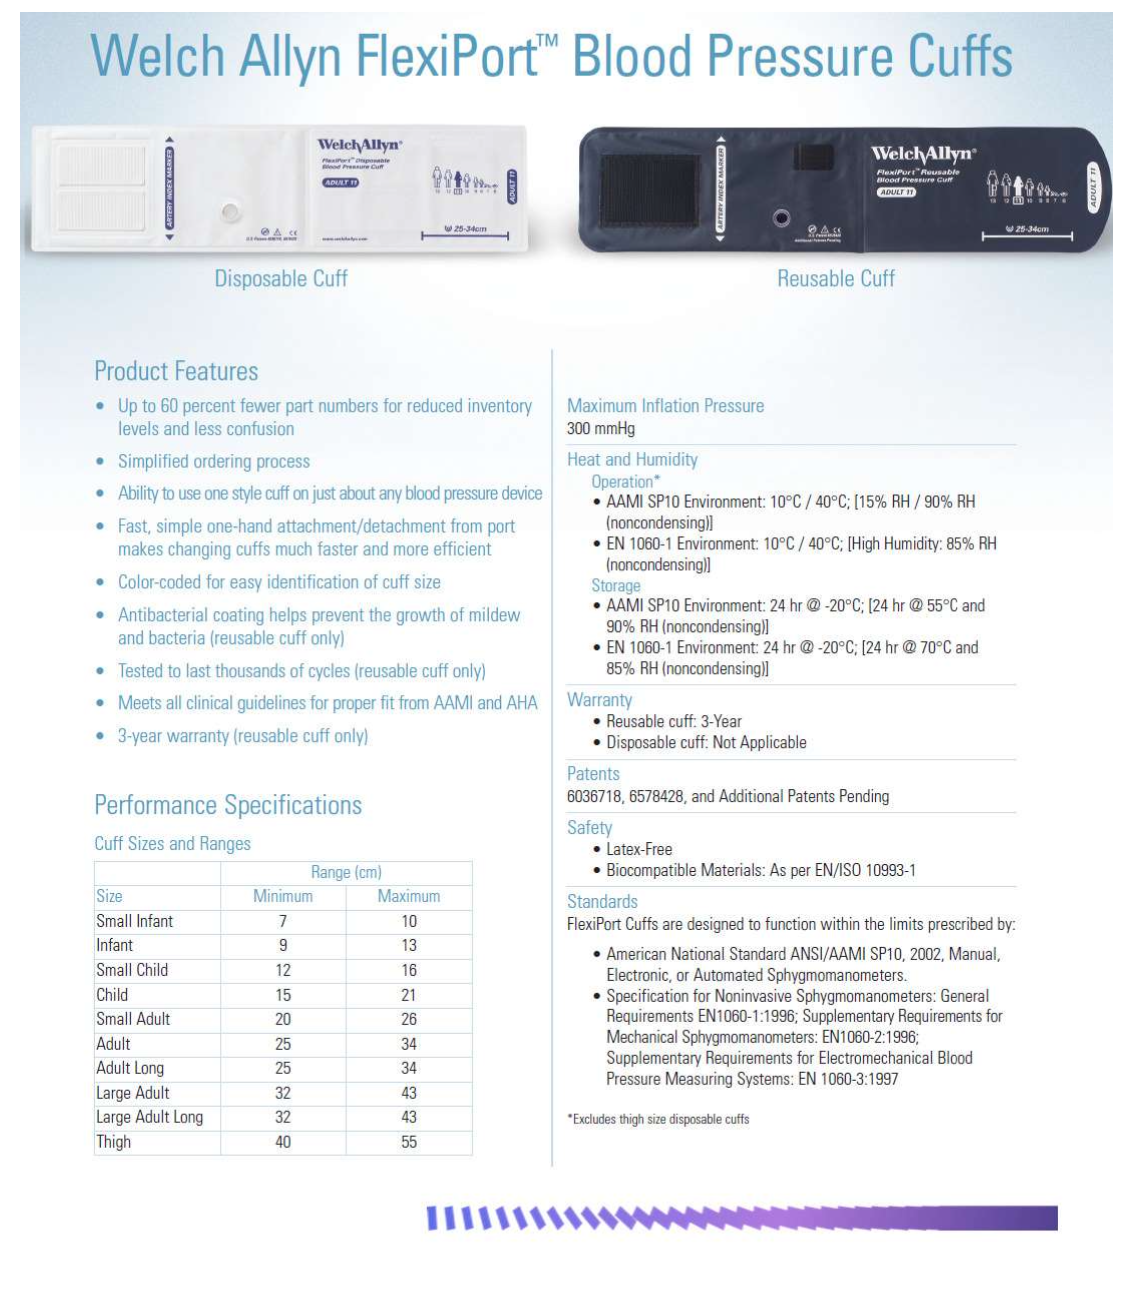 Welch Allyn FlexiPort™ Blood Pressure Cuffs
ARTERY INDEX MARKER
WelchAllyn®
FlexiPort™ Disposable
Blood Pressure Cuff
ADULT 11
25-34cm
ADULT 11
Disposable Cuff
ARTERY INDEX MARKER
WelchAllyn®
FlexiPort™ Reusable
Blood Pressure Cuff
ADULT 11
25-34cm
ADULT 11
Reusable Cuff
Product Features
• Up to 60 percent fewer part numbers for reduced inventory
levels and less confusion
• Simplified ordering process
• Ability to use one style cuff on just about any blood pressure device
• Fast, simple one-hand attachment/detachment from port
makes changing cuffs much faster and more efficient
• Color-coded for easy identification of cuff size
• Antibacterial coating helps prevent the growth of mildew
and bacteria (reusable cuff only)
• Tested to last thousands of cycles (reusable cuff only)
• Meets all clinical guidelines for proper fit from AAMI and AHA
• 3-year warranty (reusable cuff only)
Performance Specifications
Cuff Sizes and Ranges
Range (cm)
Size Minimum Maximum
Small Infant 7 10
Infant 9 13
Small Child 12 16
Child 15 21
Small Adult 20 26
Adult 25 34
Adult Long 25 34
Large Adult 32 43
Large Adult Long 32 43
Thigh 40 55
Maximum Inflation Pressure
300 mmHg
Heat and Humidity
Operation*
• AAMI SP10 Environment: 10°C / 40°C; [15% RH / 90% RH
(noncondensing)]
• EN 1060-1 Environment: 10°C / 40°C; [High Humidity: 85% RH
(noncondensing)]
Storage
• AAMI SP10 Environment: 24 hr @ -20°C; [24 hr @ 55°C and
90% RH (noncondensing)]
• EN 1060-1 Environment: 24 hr @ -20°C; [24 hr @ 70°C and
85% RH (noncondensing)]
Warranty
• Reusable cuff: 3-Year
• Disposable cuff: Not Applicable
Patents
6036718, 6578428, and Additional Patents Pending
Safety
• Latex-Free
• Biocompatible Materials: As per EN/ISO 10993-1
Standards
FlexiPort Cuffs are designed to function within the limits prescribed by:
• American National Standard ANSI/AAMI SP10, 2002, Manual,
Electronic, or Automated Sphygmomanometers.
• Specification for Noninvasive Sphygmomanometers: General
Requirements EN1060-1:1996; Supplementary Requirements for
Mechanical Sphygmomanometers: EN1060-2:1996;
Supplementary Requirements for Electromechanical Blood
Pressure Measuring Systems: EN 1060-3:1997
*Excludes thigh size disposable cuffs